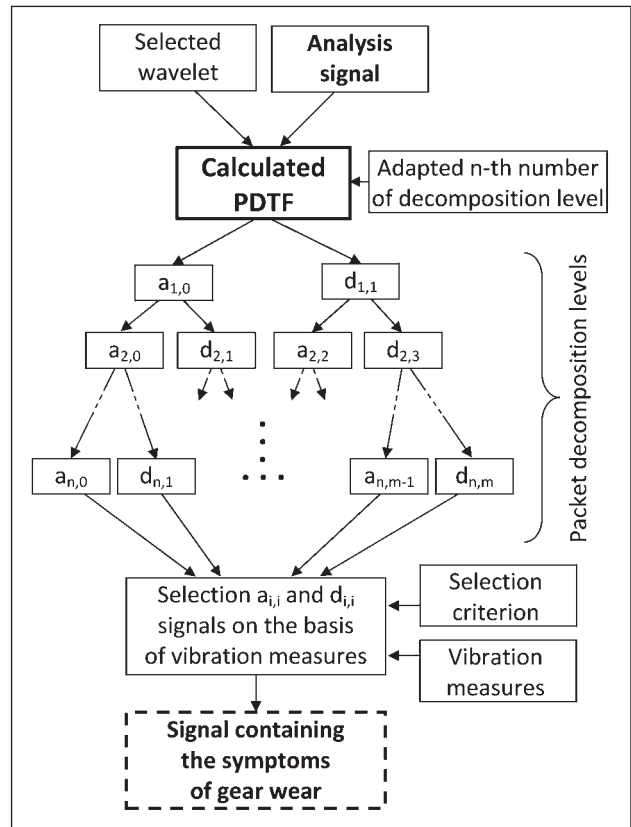 Selected
wavelet
Analysis
signal
Calculated
PDTF
Adapted n-th number
of decomposition level
a1,0
d1,1
a2,0
d2,1
a2,2
d2,3
an,0
dn,1
an,m-1
dn,m
Packet decomposition levels
Selection ai,i and di,i
signals on the basis
of vibration measures
Selection
criterion
Vibration
measures
Signal containing
the symptoms
of gear wear